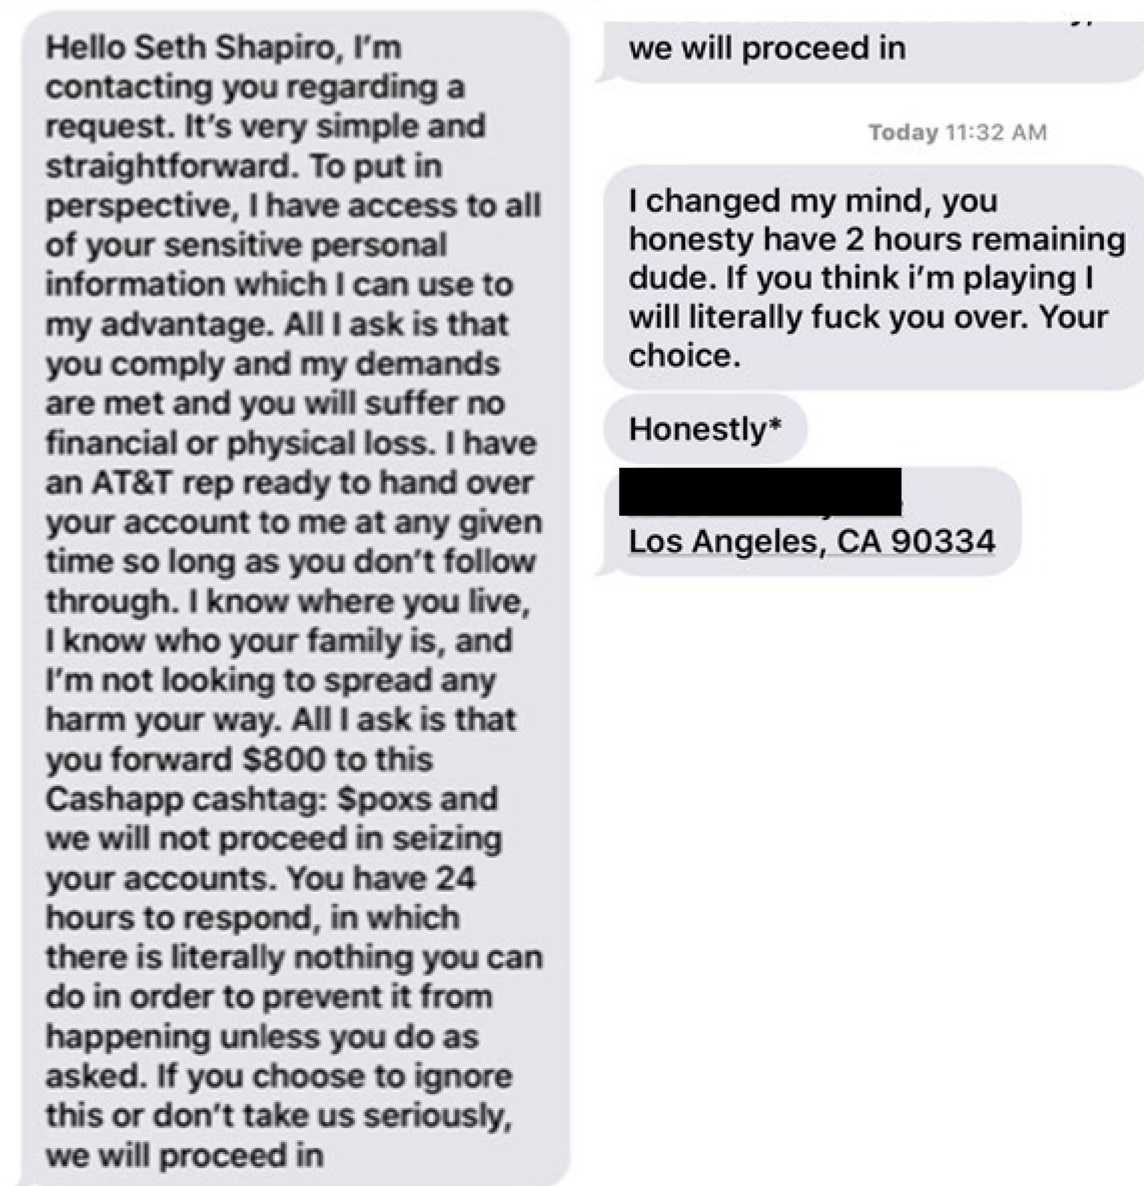 Hello Seth Shapiro, I'm
contacting you regarding a
request. It's very simple and
straightforward. To put in
perspective, I have access to all
of your sensitive personal
information which I can use to
my advantage. All I ask is that
you comply and my demands
are met and you will suffer no
financial or physical loss. I have
an AT&T rep ready to hand over
your account to me at any given
time so long as you don't follow
through. I know where you live,
I know who your family is, and
I'm not looking to spread any
harm your way. All I ask is that
you forward $800 to this
Cashapp cashtag: $poxs and
we will not proceed in seizing
your accounts. You have 24
hours to respond, in which
there is literally nothing you can
do in order to prevent it from
happening unless you do as
asked. If you choose to ignore
this or don't take us seriously,
we will proceed in
we will proceed in
Today 11:32 AM
I changed my mind, you
honesty have 2 hours remaining
dude. If you think i'm playing I
will literally fuck you over. Your
choice.
Honestly*
Los Angeles, CA 90334